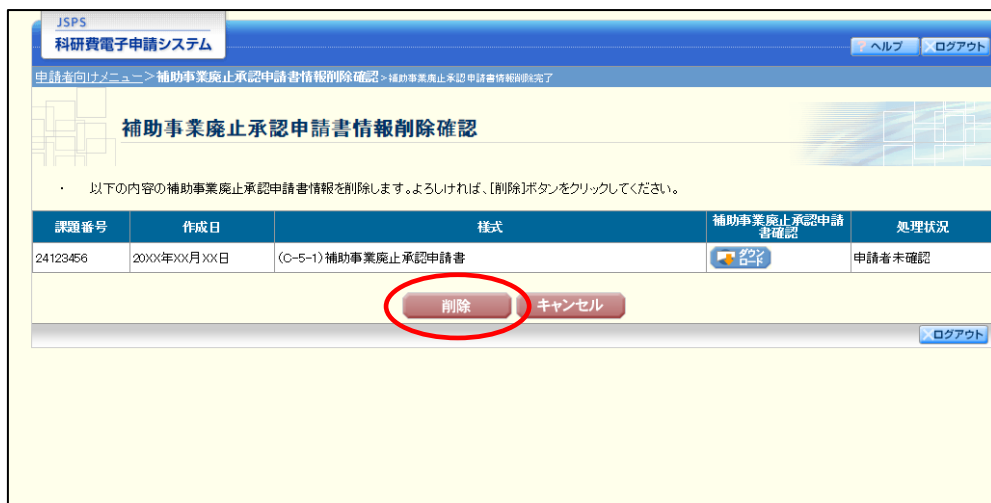 JSPS
科研費電子申請システム
? ヘルプ
ログアウト
申請者向けメニュー>補助事業廃止承認申請書情報削除確認>補助事業廃止承認申請書情報削除完了
補助事業廃止承認申請書情報削除確認
・ 以下の内容の補助事業廃止承認申請書情報を削除します。よろしければ、[削除]ボタンをクリックしてください。
課題番号 作成日 様式 補助事業廃止承認申請書確認 処理状況
24123456 20XX年XX月XX日 (C-5-1)補助事業廃止承認申請書 ダウンロード 申請者未確認
削除 キャンセル
ログアウト